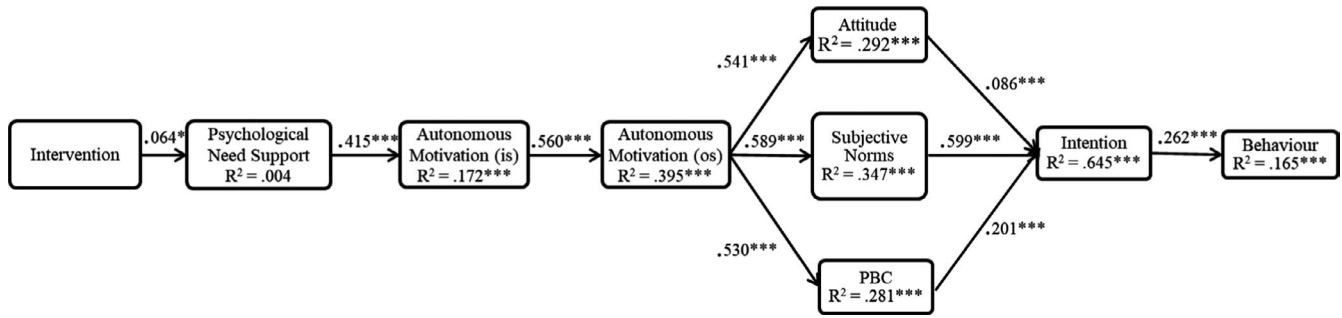 Intervention
.064*
Psychological
Need Support
R² = .004
.415***
Autonomous
Motivation (is)
R² = .172***
.560***
Autonomous
Motivation (os)
R² = .395***
.541***
.589***
.530***
Attitude
R² = .292***
Subjective
Norms
R² = .347***
PBC
R² = .281***
.086***
.599***
.201***
Intention
R² = .645***
.262***
Behaviour
R² = .165***